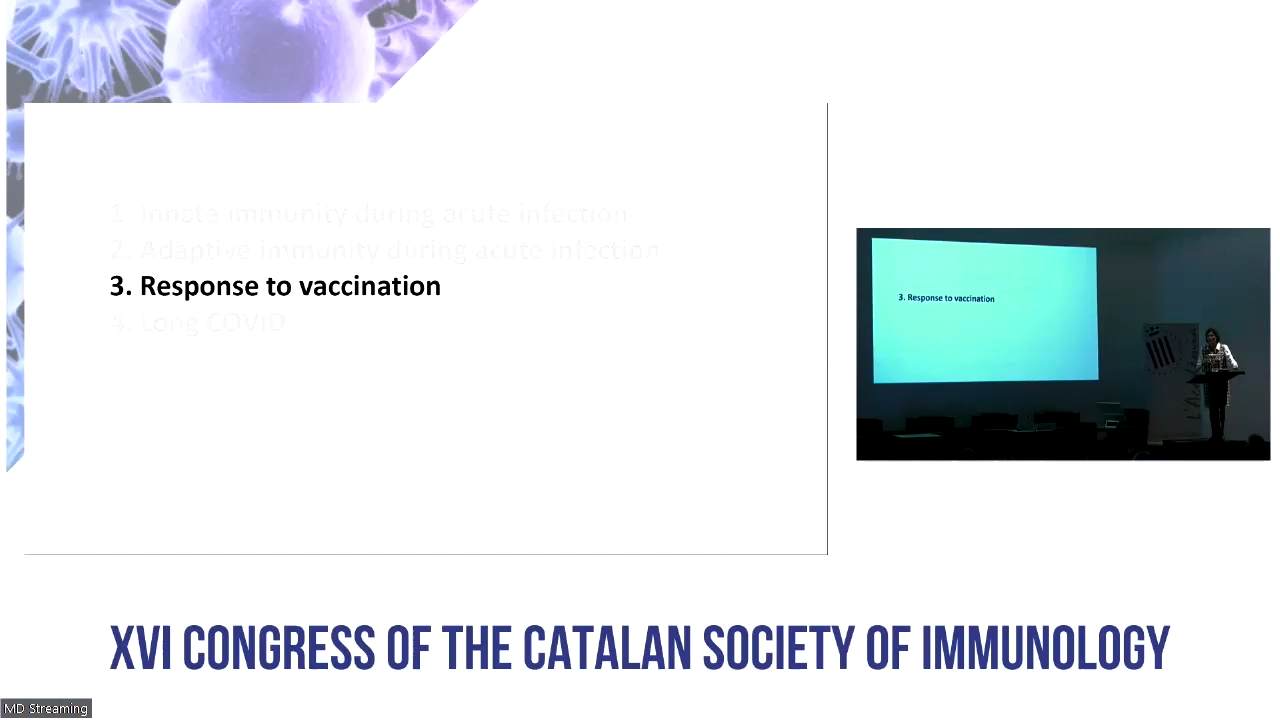 1. Innate immunity during acute infection
2. Adaptive immunity during acute infection
3. Response to vaccination
4. Long COVID
3. Response to vaccination
XVI CONGRESS OF THE CATALAN SOCIETY OF IMMUNOLOGY
MD Streaming